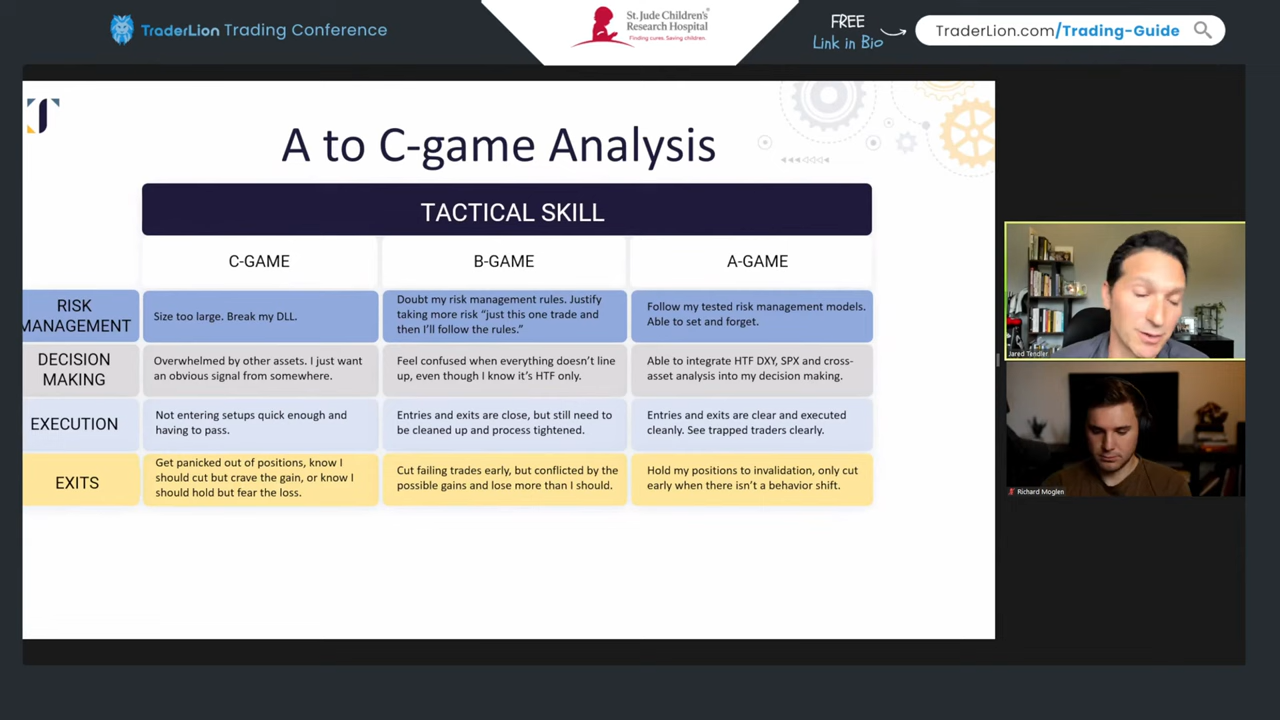 TraderLion Trading Conference
St. Jude Children's
Research Hospital
Finding cures. Saving children.
FREE
Link in Bio
TraderLion.com/Trading-Guide
A to C-game Analysis
TACTICAL SKILL
C-GAME
B-GAME
A-GAME
RISK
MANAGEMENT
Size too large. Break my DLL.
Doubt my risk management rules. Justify
taking more risk “just this one trade and
then I’ll follow the rules.”
Follow my tested risk management models.
Able to set and forget.
DECISION
MAKING
Overwhelmed by other assets. I just want
an obvious signal from somewhere.
Feel confused when everything doesn’t line
up, even though I know it’s HTF only.
Able to integrate HTF DXY, SPX and cross-
asset analysis into my decision making.
EXECUTION
Not entering setups quick enough and
having to pass.
Entries and exits are close, but still need to
be cleaned up and process tightened.
Entries and exits are clear and executed
cleanly. See trapped traders clearly.
EXITS
Get panicked out of positions, know I
should cut but crave the gain, or know I
should hold but fear the loss.
Cut failing trades early, but conflicted by the
possible gains and lose more than I should.
Hold my positions to invalidation, only cut
early when there isn’t a behavior shift.
Jared Tendler
Richard Moglen